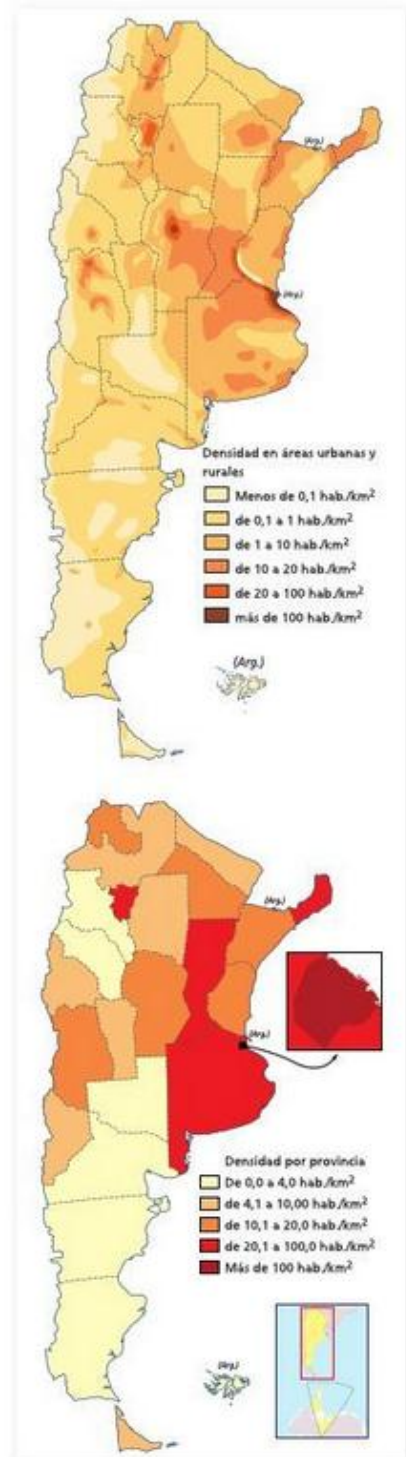 (Arg.)
(Arg.)
Densidad en áreas urbanas y
rurales
Menos de 0,1 hab./km²
de 0,1 a 1 hab./km²
de 1 a 10 hab./km²
de 10 a 20 hab./km²
de 20 a 100 hab./km²
más de 100 hab./km²
(Arg.)
(Arg.)
(Arg.)
Densidad por provincia
De 0,0 a 4,0 hab./km²
de 4,1 a 10,00 hab./km²
de 10,1 a 20,0 hab./km²
de 20,1 a 100,0 hab./km²
Más de 100 hab./km²
(Arg.)